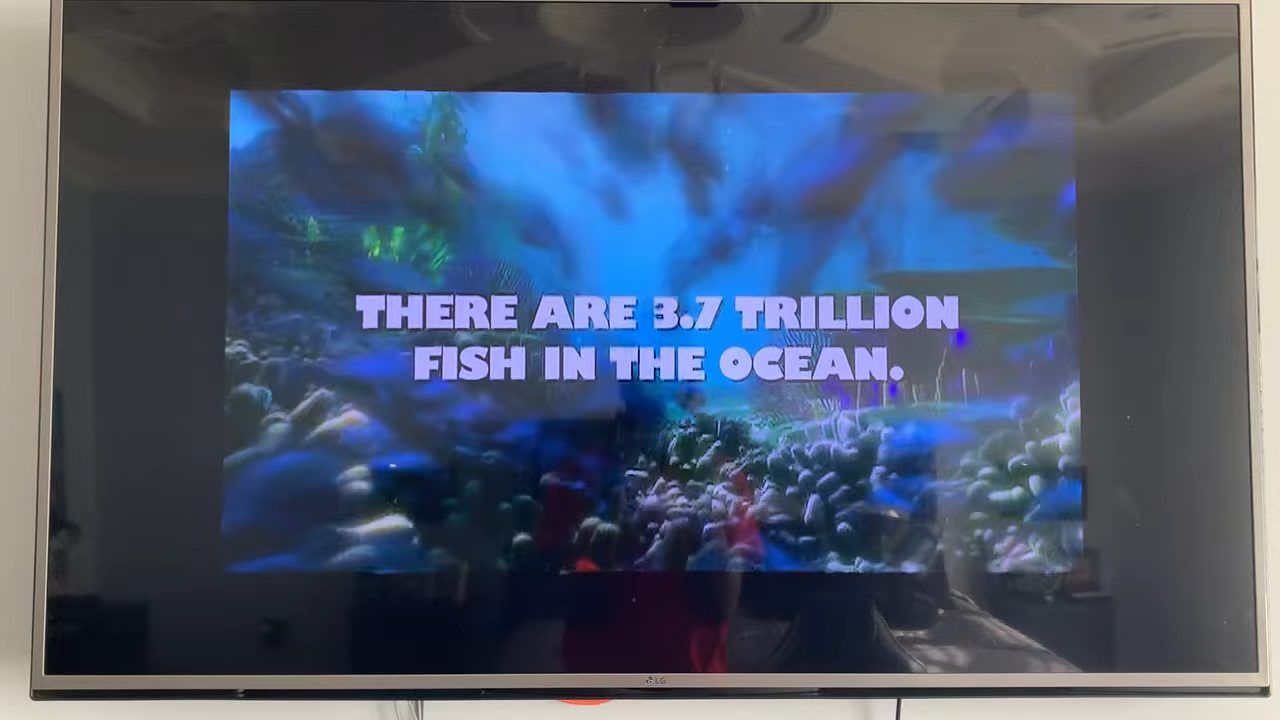 THERE ARE 3.7 TRILLION
FISH IN THE OCEAN.
LG